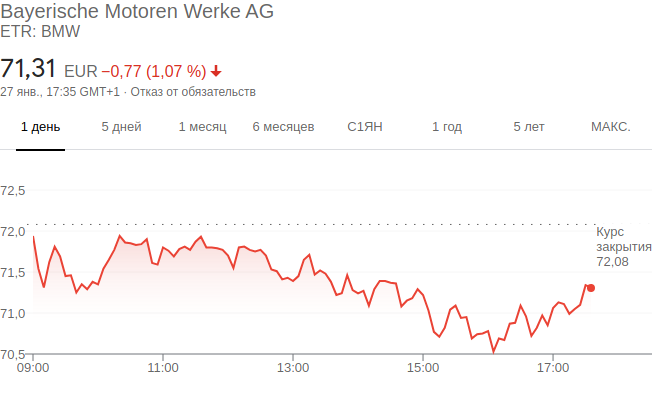 Bayerische Motoren Werke AG
ETR: BMW
71,31 EUR −0,77 (1,07 %)
27 янв., 17:35 GMT+1 · Отказ от обязательств
1 день 5 дней 1 месяц 6 месяцев С1ЯН 1 год 5 лет МАКС.
72,5
72,0
71,5
71,0
70,5
Курс
закрытия
72,08
09:00 11:00 13:00 15:00 17:00